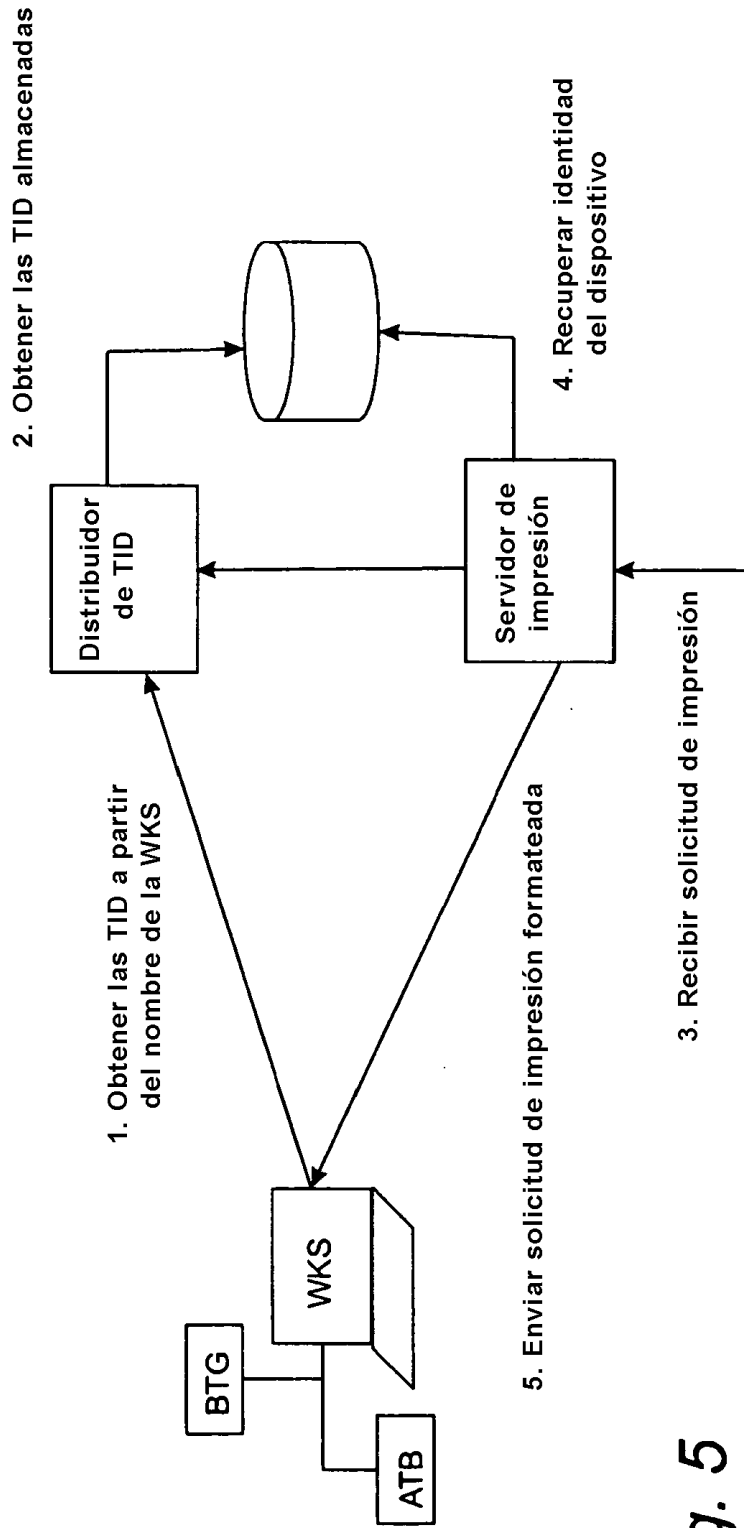 2. Obtener las TID almacenadas
Distribuidor
de TID
1. Obtener las TID a partir
del nombre de la WKS
4. Recuperar identidad
del dispositivo
Servidor de
impresión
BTG
WKS
ATB
5. Enviar solicitud de impresión formateada
3. Recibir solicitud de impresión
g. 5